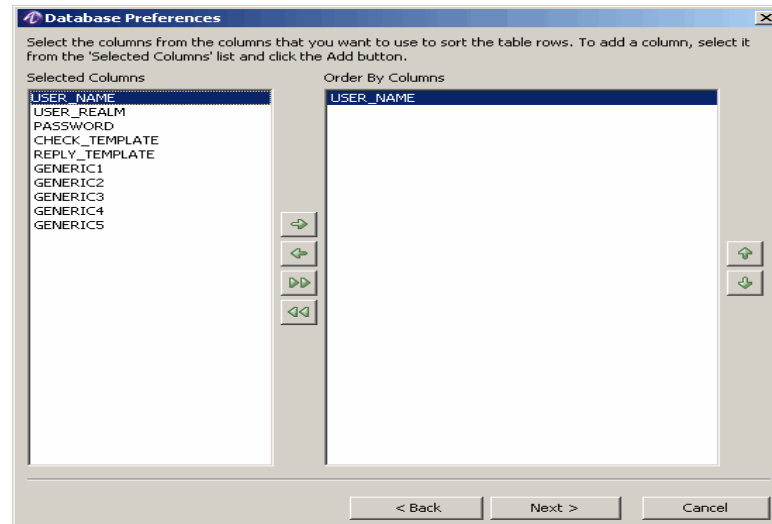 Database Preferences
Select the columns from the columns that you want to use to sort the table rows. To add a column, select it
from the 'Selected Columns' list and click the Add button.
Selected Columns
Order By Columns
USER_NAME
USER_REALM
PASSWORD
CHECK_TEMPLATE
REPLY_TEMPLATE
GENERIC1
GENERIC2
GENERIC3
GENERIC4
GENERIC5
USER_NAME
< Back
Next >
Cancel